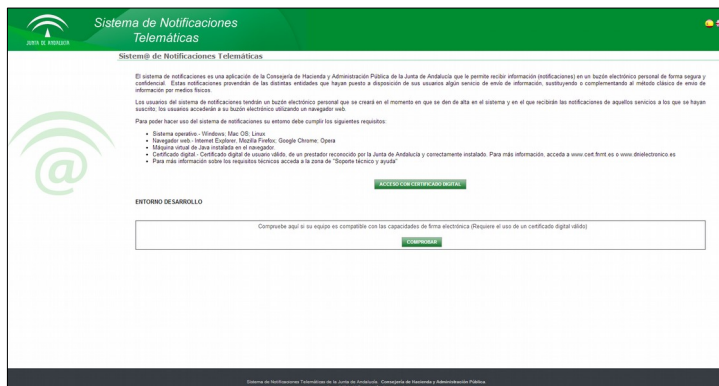 Sistema de Notificaciones
Telemáticas
JUNTA DE ANDALUCIA
Sistem@ de Notificaciones Telemáticas
El sistema de notificaciones es una aplicación de la Consejería de Hacienda y Administración Pública de la Junta de Andalucía que le permite recibir información (notificaciones) en un buzón electrónico personal de forma segura y
confidencial. Estas notificaciones provendrán de las distintas entidades que hayan puesto a disposición de sus usuarios algún servicio de envío de información, sustituyendo o complementando al método clásico de envío de
información por medios físicos.
Los usuarios del sistema de notificaciones tendrán un buzón electrónico personal que se creará en el momento en que se den de alta en el sistema y en el que recibirán las notificaciones de aquellos servicios a los que se hayan
suscrito, los usuarios accederán a su buzón electrónico utilizando un navegador web.
Para poder hacer uso del sistema de notificaciones su entorno debe cumplir los siguientes requisitos:
• Sistema operativo.- Windows, Mac OS, Linux
• Navegador web.- Internet Explorer, Mozilla Firefox, Google Chrome, Opera
• Máquina virtual de Java instalada en el navegador.
• Certificado digital.- Certificado digital de usuario válido, de un prestador reconocido por la Junta de Andalucía y correctamente instalado. Para más información, acceda a www.cert.fnmt.es o www.dnielectronico.es
• Para más información sobre los requisitos técnicos acceda a la zona de "Soporte técnico y ayuda"
ACCESO CON CERTIFICADO DIGITAL
ENTORNO DESARROLLO
Compruebe aquí si su equipo es compatible con las capacidades de firma electrónica (Requiere el uso de un certificado digital válido)
COMPROBAR
Sistema de Notificaciones Telemáticas de la Junta de Andalucía. Consejería de Hacienda y Administración Pública